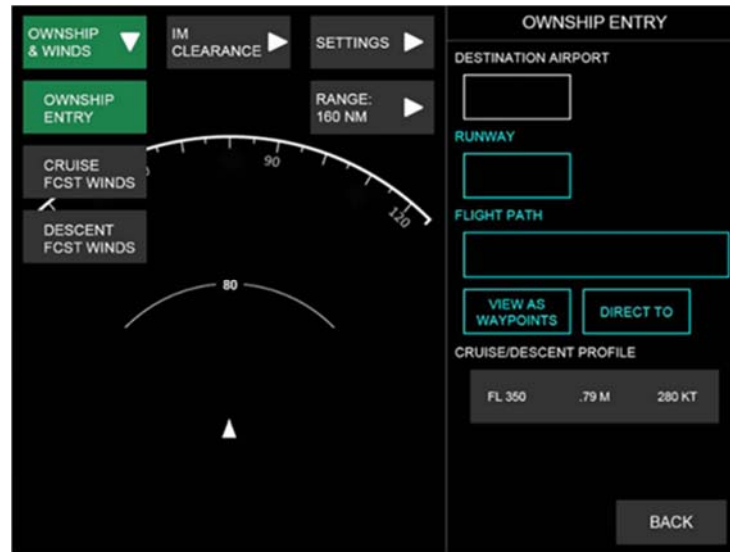 OWNSHIP
& WINDS
IM
CLEARANCE
SETTINGS
OWNSHIP
ENTRY
RANGE:
160 NM
CRUISE
FCST WINDS
DESCENT
FCST WINDS
90
120
80
OWNSHIP ENTRY
DESTINATION AIRPORT
RUNWAY
FLIGHT PATH
VIEW AS
WAYPOINTS
DIRECT TO
CRUISE/DESCENT PROFILE
FL 350 .79 M 280 KT
BACK